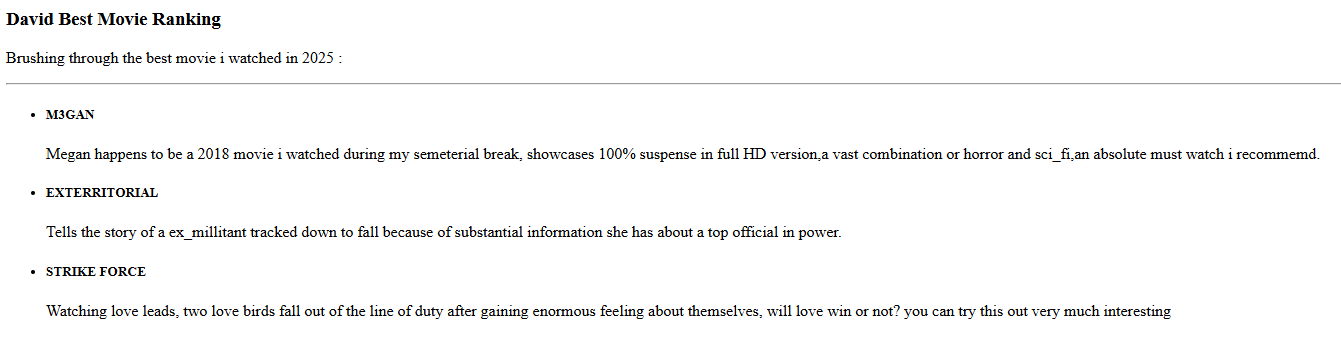 David Best Movie Ranking
Brushing through the best movie i watched in 2025 :
M3GAN
Megan happens to be a 2018 movie i watched during my semeterial break, showcases 100% suspense in full HD version,a vast combination or horror and sci_fi,an absolute must watch i recommemd.
EXTERRITORIAL
Tells the story of a ex_millitant tracked down to fall because of substantial information she has about a top official in power.
STRIKE FORCE
Watching love leads, two love birds fall out of the line of duty after gaining enormous feeling about themselves, will love win or not? you can try this out very much interesting